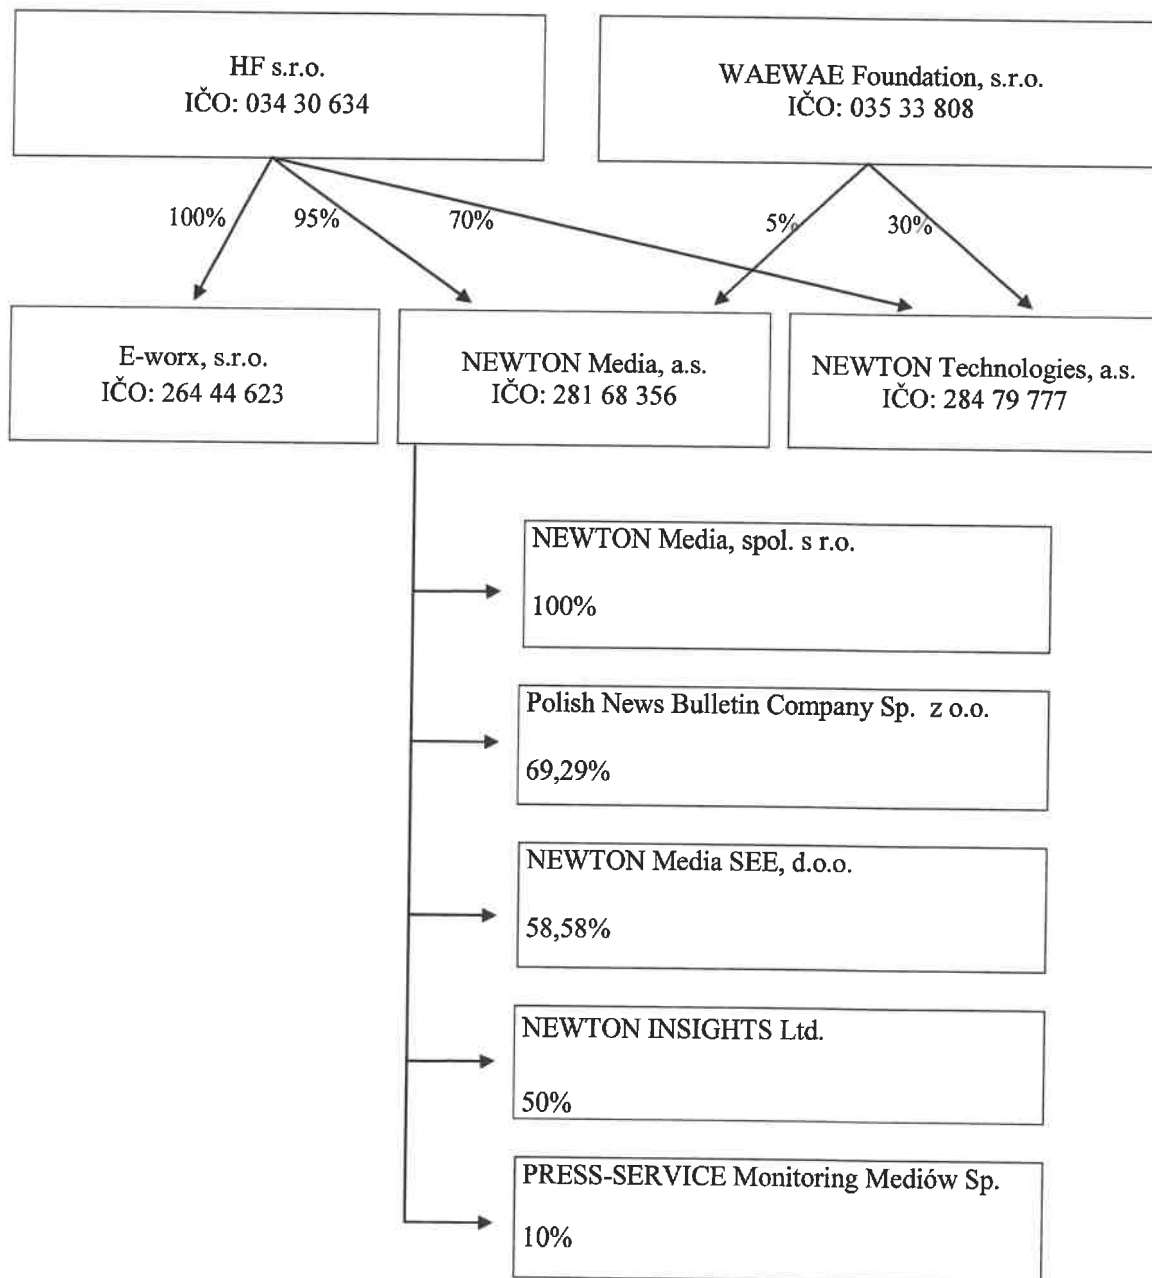 HF s.r.o.
IČO: 034 30 634
WAEWAE Foundation, s.r.o.
IČO: 035 33 808
100%
95%
70%
5%
30%
E-worx, s.r.o.
IČO: 264 44 623
NEWTON Media, a.s.
IČO: 281 68 356
NEWTON Technologies, a.s.
IČO: 284 79 777
NEWTON Media, spol. s r.o.
100%
Polish News Bulletin Company Sp. z o.o.
69,29%
NEWTON Media SEE, d.o.o.
58,58%
NEWTON INSIGHTS Ltd.
50%
PRESS-SERVICE Monitoring Mediów Sp.
10%